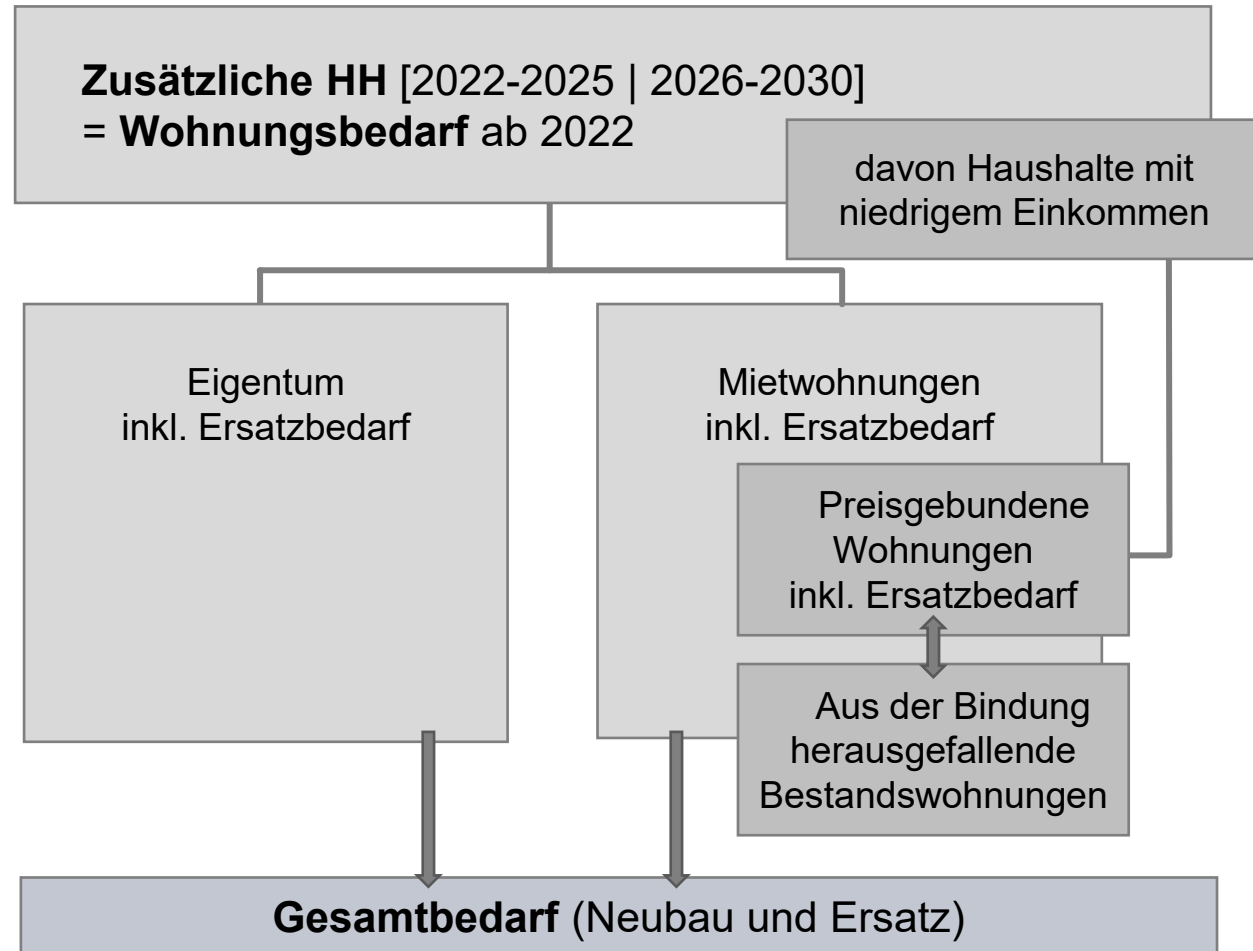 Zusätzliche HH [2022-2025 | 2026-2030]
= Wohnungsbedarf ab 2022
davon Haushalte mit
niedrigem Einkommen
Eigentum
inkl. Ersatzbedarf
Mietwohnungen
inkl. Ersatzbedarf
Preisgebundene
Wohnungen
inkl. Ersatzbedarf
Aus der Bindung
herausgefallende
Bestandswohnungen
Gesamtbedarf (Neubau und Ersatz)